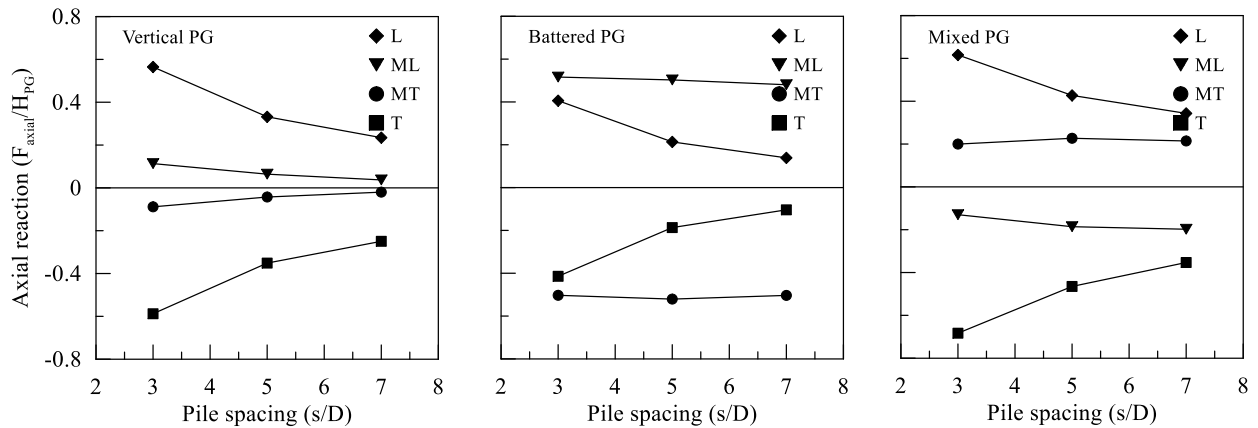 Axial reaction (F_axial/H_PG)
0.8
0.4
0
-0.4
-0.8
Vertical PG
L
ML
MT
T
2 3 4 5 6 7 8
Pile spacing (s/D)
Battered PG
L
ML
MT
T
2 3 4 5 6 7 8
Pile spacing (s/D)
Mixed PG
L
ML
MT
T
2 3 4 5 6 7 8
Pile spacing (s/D)